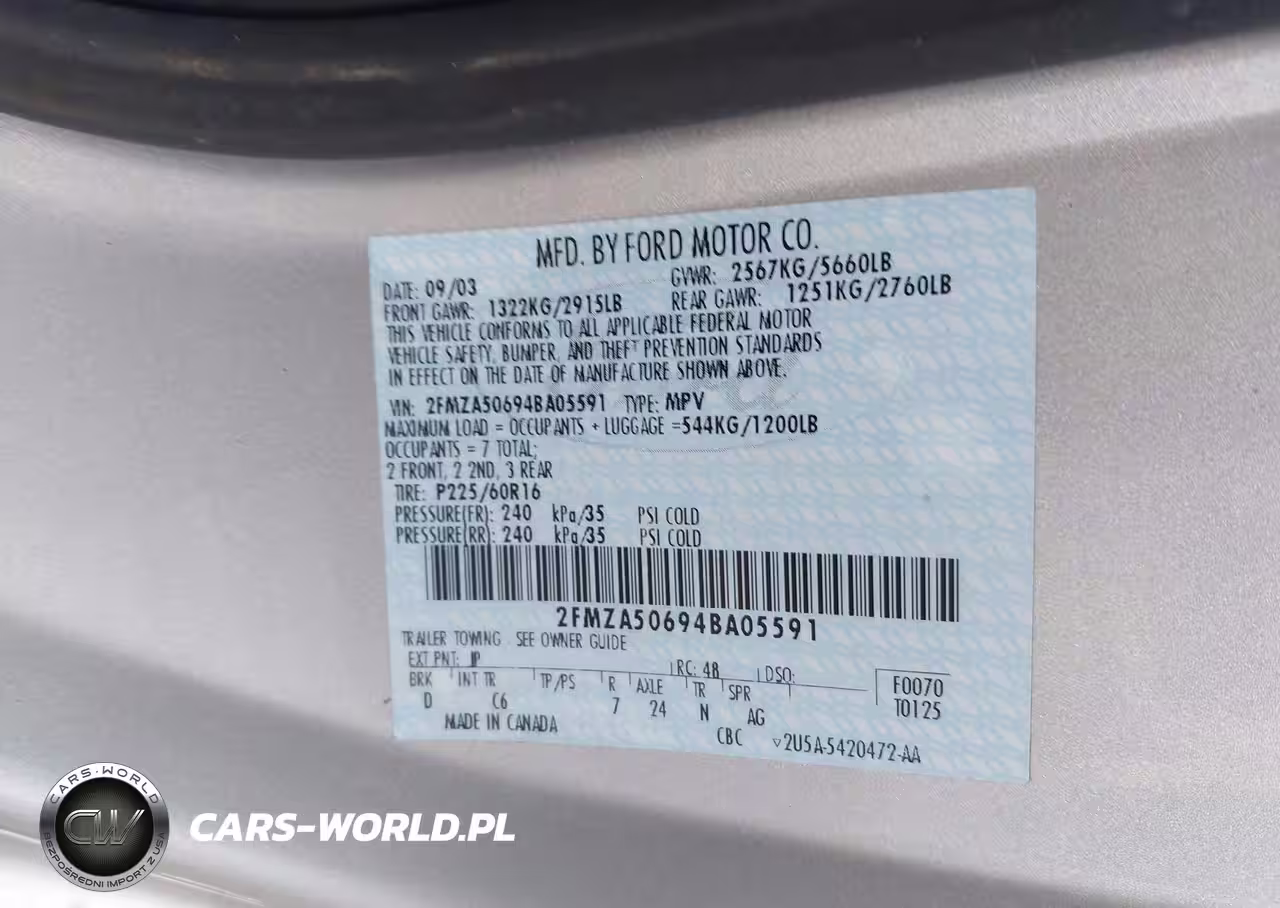 MFD. BY FORD MOTOR CO.
DATE: 09/03 GVWR: 2567KG/5660LB
FRONT GAWR: 1322KG/2915LB REAR GAWR: 1251KG/2760LB
THIS VEHICLE CONFORMS TO ALL APPLICABLE FEDERAL MOTOR
VEHICLE SAFETY, BUMPER, AND THEFT PREVENTION STANDARDS
IN EFFECT ON THE DATE OF MANUFACTURE SHOWN ABOVE.
VIN: 2FMZA50694BA05591 TYPE: MPV
MAXIMUM LOAD = OCCUPANTS + LUGGAGE =544KG/1200LB
OCCUPANTS = 7 TOTAL;
2 FRONT, 2 2ND, 3 REAR
TIRE: P225/60R16
PRESSURE(FR): 240 kPa/35 PSI COLD
PRESSURE(RR): 240 kPa/35 PSI COLD
2FMZA50694BA05591
TRAILER TOWING - SEE OWNER GUIDE
EXT PNT: JP RC: 48 DSO:
BRK INT TR TP/PS R AXLE TR SPR F0070
D C6 7 24 N AG T0125
MADE IN CANADA CBC ▽2U5A-5420472-AA
CARS-WORLD
CW
BEZPOŚREDNI IMPORT Z USA
CARS-WORLD.PL